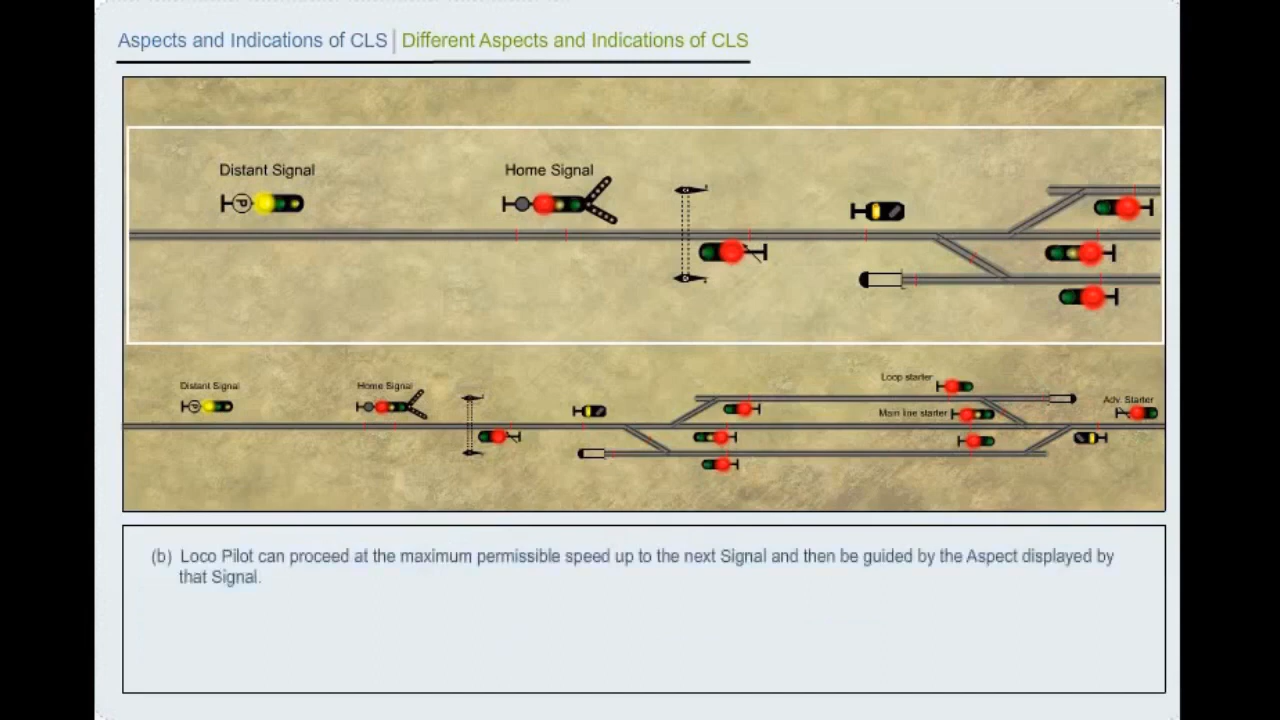 Aspects and Indications of CLS | Different Aspects and Indications of CLS
Distant Signal
Home Signal
P
Distant Signal
Home Signal
P
Loop starter
Main line starter
Adv. Starter
(b) Loco Pilot can proceed at the maximum permissible speed up to the next Signal and then be guided by the Aspect displayed by
that Signal.